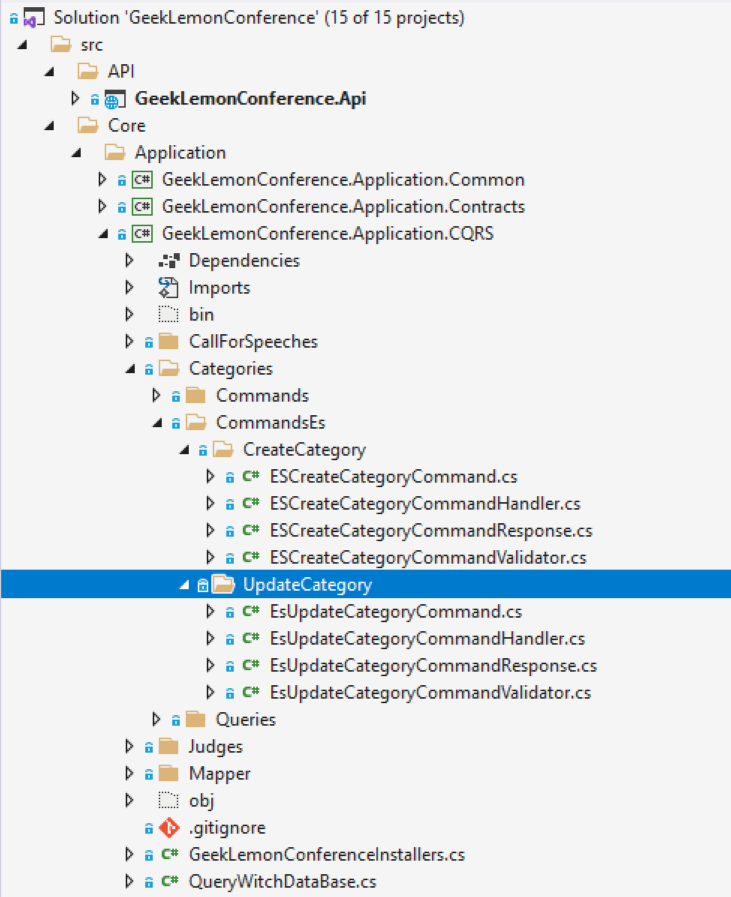 Solution 'GeekLemonConference' (15 of 15 projects)
src
API
GeekLemonConference.Api
Core
Application
C# GeekLemonConference.Application.Common
C# GeekLemonConference.Application.Contracts
C# GeekLemonConference.Application.CQRS
Dependencies
Imports
bin
CallForSpeeches
Categories
Commands
CommandsEs
CreateCategory
C# ESCreateCategoryCommand.cs
C# ESCreateCategoryCommandHandler.cs
C# ESCreateCategoryCommandResponse.cs
C# ESCreateCategoryCommandValidator.cs
UpdateCategory
C# EsUpdateCategoryCommand.cs
C# EsUpdateCategoryCommandHandler.cs
C# EsUpdateCategoryCommandResponse.cs
C# EsUpdateCategoryCommandValidator.cs
Queries
Judges
Mapper
obj
.gitignore
C# GeekLemonConferenceInstallers.cs
C# QueryWitchDataBase.cs